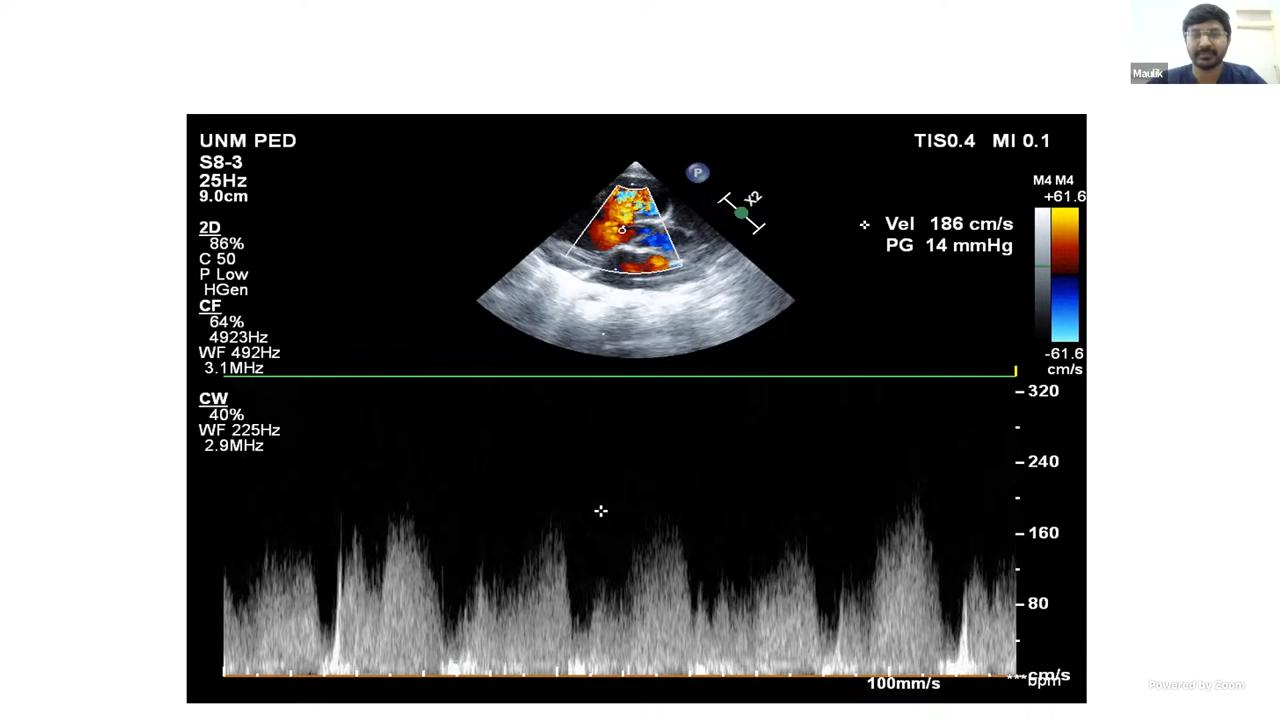 Maulik
UNM PED
TIS0.4 MI 0.1
S8-3
25Hz
9.0cm
P
X2
M4 M4
+61.6
2D
86%
C 50
P Low
HGen
Vel 186 cm/s
PG 14 mmHg
CF
64%
4923Hz
WF 492Hz
3.1MHz
-61.6
cm/s
CW
40%
WF 225Hz
2.9MHz
320
240
160
80
***cm/s
bpm
100mm/s
Powered by Zoom